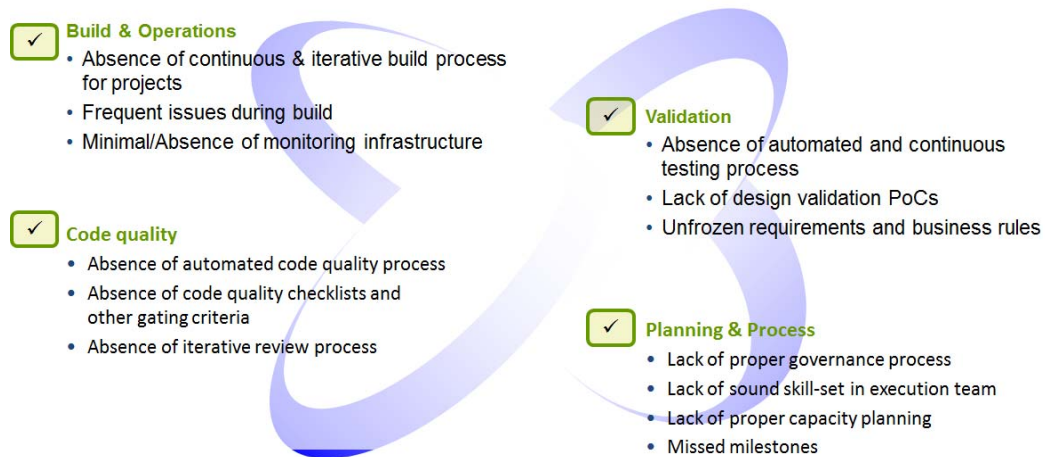 Build & Operations
• Absence of continuous & iterative build process
for projects
• Frequent issues during build
• Minimal/Absence of monitoring infrastructure
Code quality
• Absence of automated code quality process
• Absence of code quality checklists and
other gating criteria
• Absence of iterative review process
Validation
• Absence of automated and continuous
testing process
• Lack of design validation PoCs
• Unfrozen requirements and business rules
Planning & Process
• Lack of proper governance process
• Lack of sound skill-set in execution team
• Lack of proper capacity planning
• Missed milestones